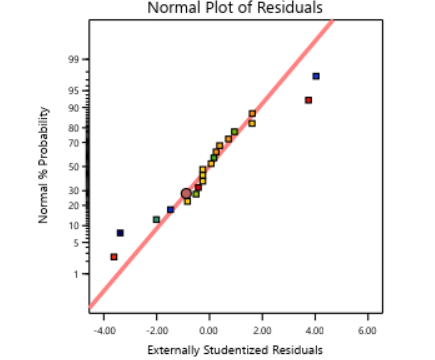 Normal Plot of Residuals
Normal % Probability
99
95
90
80
70
50
30
20
10
5
1
-4.00 -2.00 0.00 2.00 4.00 6.00
Externally Studentized Residuals